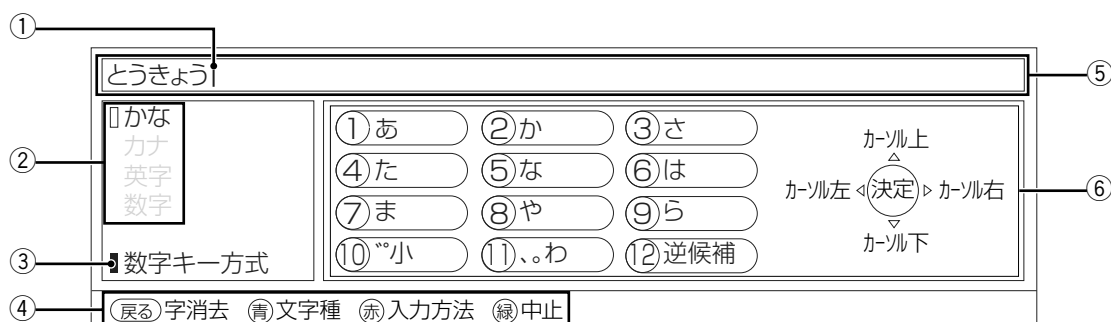 ①
とうきょう
⑤
かな
カナ
英字
数字
②
数字キー方式
③
①あ ②か ③さ
④た ⑤な ⑥は
⑦ま ⑧や ⑨ら
⑩゛゜小 ⑪、。わ ⑫逆候補
カーソル上
カーソル左 決定 カーソル右
カーソル下
⑥
④
戻る 字消去 青 文字種 赤 入力方法 緑 中止